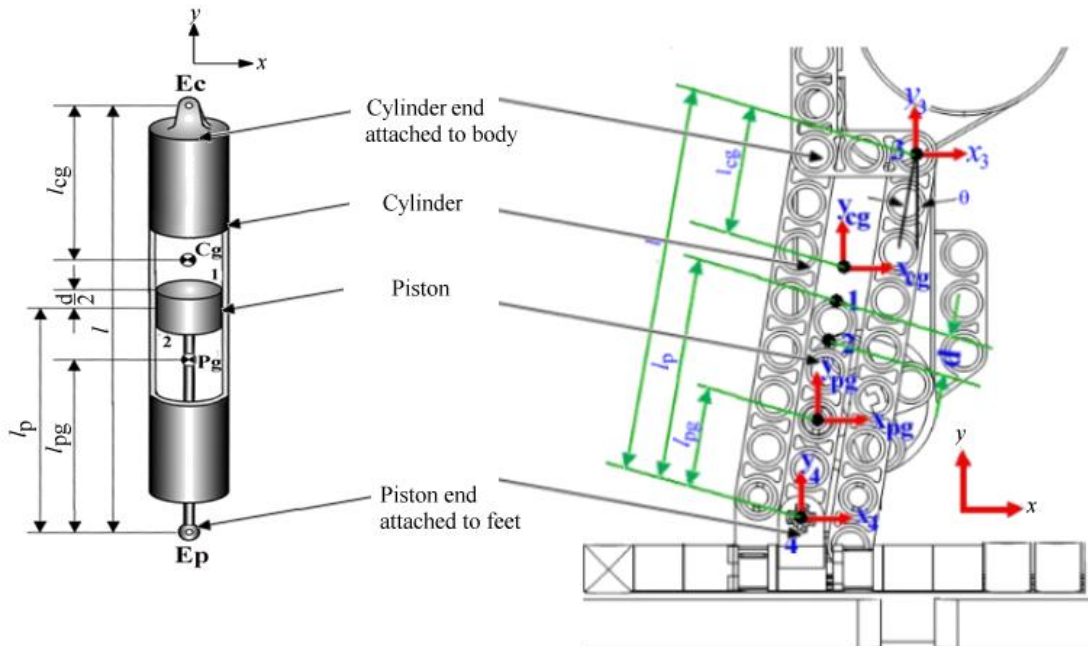 y
x
Ec
Cylinder end
attached to body
lcg
Cylinder
Cg
1
d
2
Piston
l
2
Pg
lp
lpg
Piston end
attached to feet
Ep
y3
3
x3
θ
lcg
ycg
xcg
l
1
2
d
lp
ypg
xpg
lpg
y4
x4
4
y
x